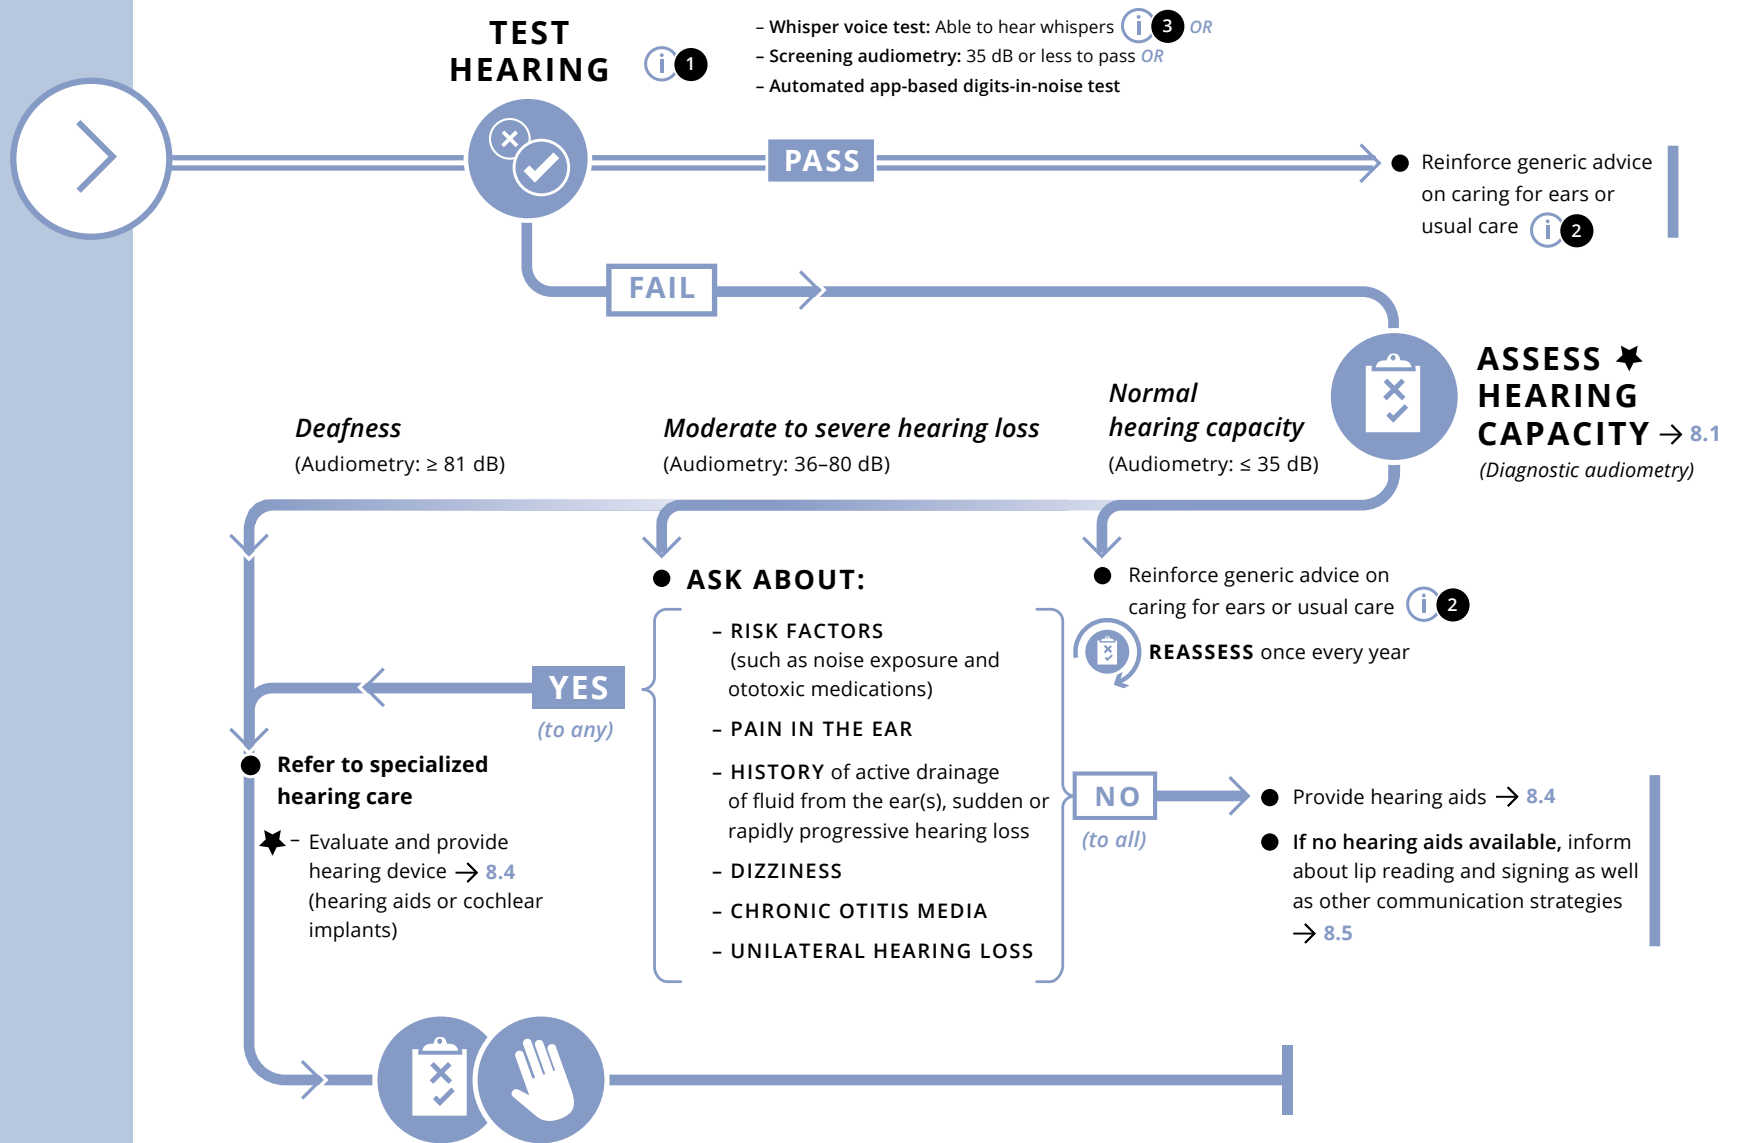 TEST
HEARING
i 1
– Whisper voice test: Able to hear whispers i 3 OR
– Screening audiometry: 35 dB or less to pass OR
– Automated app-based digits-in-noise test
PASS
Reinforce generic advice
on caring for ears or
usual care i 2
FAIL
ASSESS
HEARING
CAPACITY → 8.1
(Diagnostic audiometry)
Deafness
(Audiometry: ≥ 81 dB)
Moderate to severe hearing loss
(Audiometry: 36–80 dB)
Normal
hearing capacity
(Audiometry: ≤ 35 dB)
Reinforce generic advice on
caring for ears or usual care i 2
REASSESS once every year
ASK ABOUT:
– RISK FACTORS
(such as noise exposure and
ototoxic medications)
– PAIN IN THE EAR
– HISTORY of active drainage
of fluid from the ear(s), sudden or
rapidly progressive hearing loss
– DIZZINESS
– CHRONIC OTITIS MEDIA
– UNILATERAL HEARING LOSS
YES
(to any)
Refer to specialized
hearing care
– Evaluate and provide
hearing device → 8.4
(hearing aids or cochlear
implants)
NO
(to all)
Provide hearing aids → 8.4
If no hearing aids available, inform
about lip reading and signing as well
as other communication strategies
→ 8.5